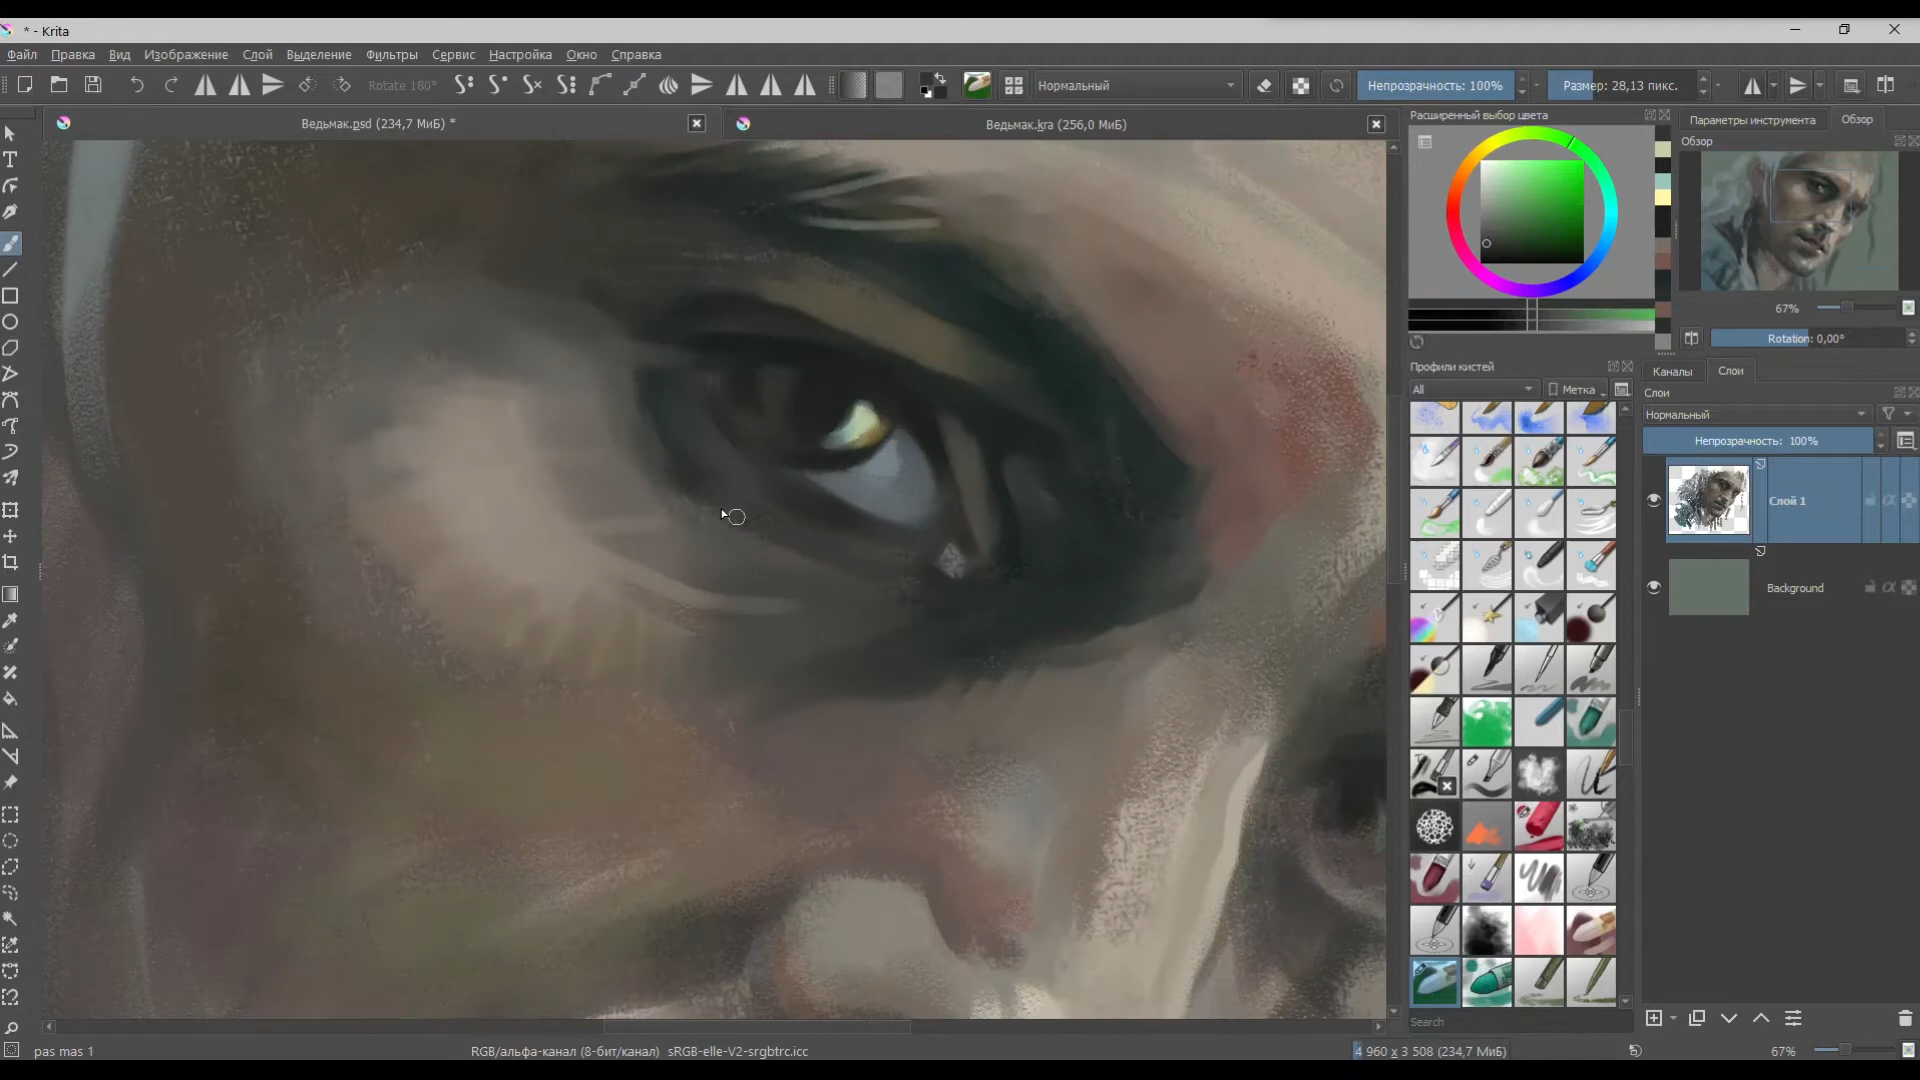 * - Krita
Файл Правка Вид Изображение Слой Выделение Фильтры Сервис Настройка Окно Справка
Rotate 180° Нормальный Непрозрачность: 100% Размер: 28,13 пикс.
Ведьмак.psd (234,7 МиБ) * Ведьмак.kra (256,0 МиБ)
Расширенный выбор цвета
Параметры инструмента Обзор
Обзор
67%
Rotation: 0,00°
Профили кистей
All Метка
Каналы Слои
Слои
Нормальный
Непрозрачность: 100%
Слой 1
Background
Search
pas mas 1 RGB/альфа-канал (8-бит/канал) sRGB-elle-V2-srgbtrc.icc 4 960 x 3 508 (234,7 МиБ) 67%